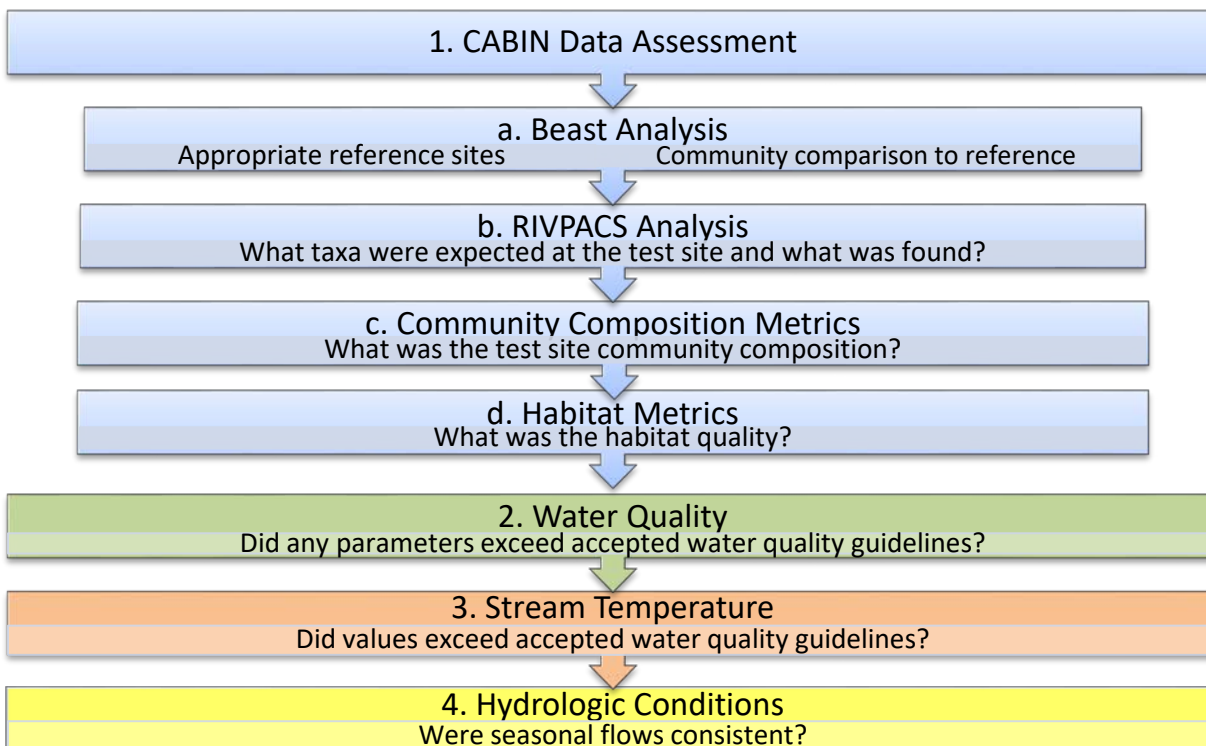 1. CABIN Data Assessment
a. Beast Analysis
Appropriate reference sites Community comparison to reference
b. RIVPACS Analysis
What taxa were expected at the test site and what was found?
c. Community Composition Metrics
What was the test site community composition?
d. Habitat Metrics
What was the habitat quality?
2. Water Quality
Did any parameters exceed accepted water quality guidelines?
3. Stream Temperature
Did values exceed accepted water quality guidelines?
4. Hydrologic Conditions
Were seasonal flows consistent?